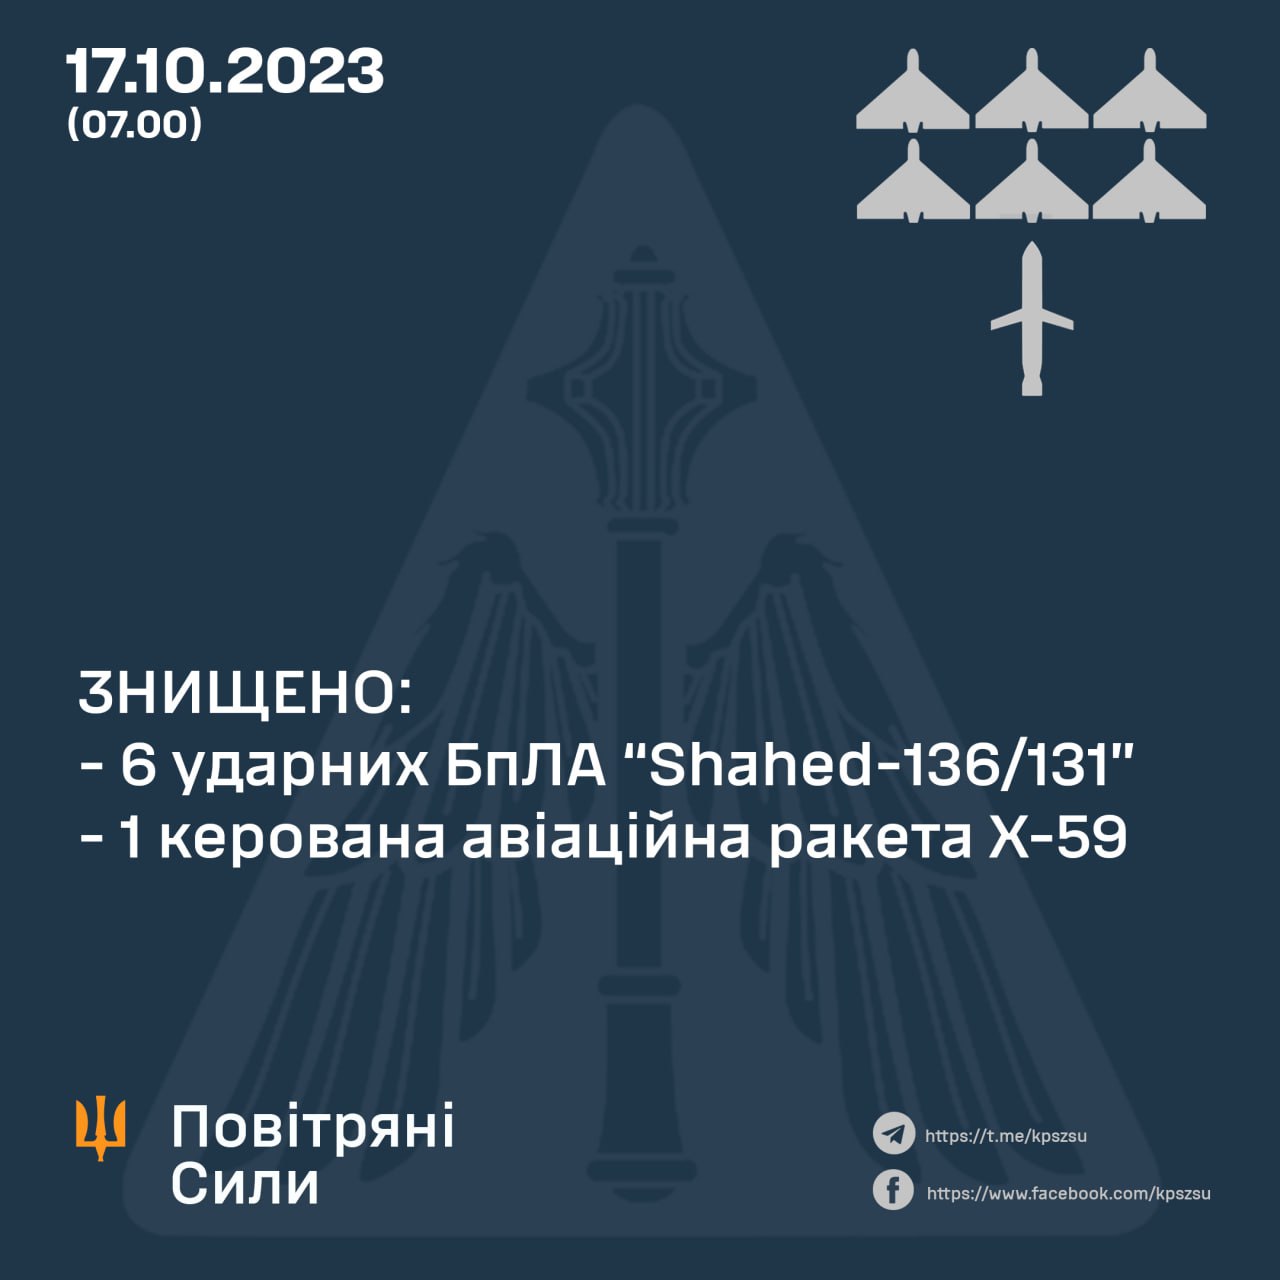 17.10.2023
(07.00)
ЗНИЩЕНО:
- 6 ударних БпЛА “Shahed-136/131”
- 1 керована авіаційна ракета Х-59
Повітряні
Сили
https://t.me/kpszsu
https://www.facebook.com/kpszsu